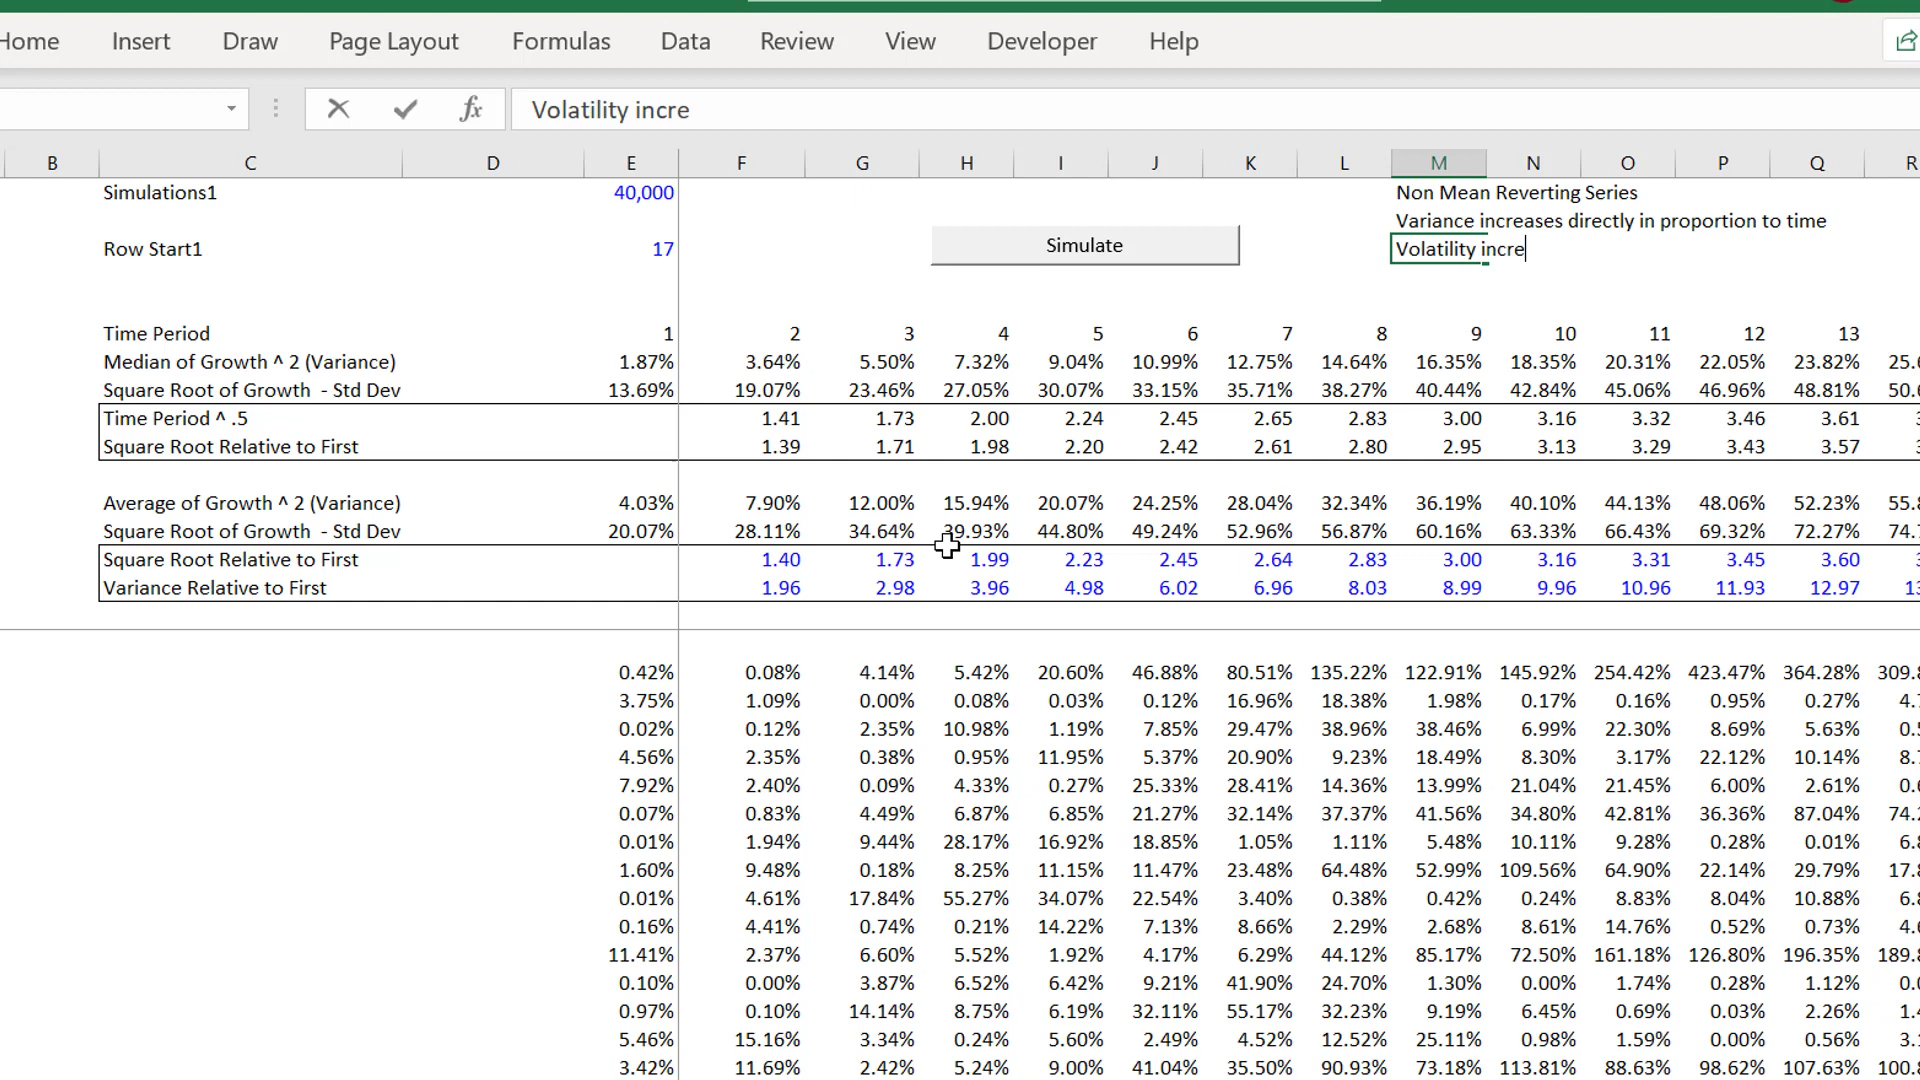 Home Insert Draw Page Layout Formulas Data Review View Developer Help
fx Volatility incre
B C D E F G H I J K L M N O P Q R
Simulations1 40,000 Non Mean Reverting Series
Variance increases directly in proportion to time
Simulate
Row Start1 17 Volatility incre
Time Period 1 2 3 4 5 6 7 8 9 10 11 12 13
Median of Growth ^ 2 (Variance) 1.87% 3.64% 5.50% 7.32% 9.04% 10.99% 12.75% 14.64% 16.35% 18.35% 20.31% 22.05% 23.82%
Square Root of Growth - Std Dev 13.69% 19.07% 23.46% 27.05% 30.07% 33.15% 35.71% 38.27% 40.44% 42.84% 45.06% 46.96% 48.81%
Time Period ^ .5 1.41 1.73 2.00 2.24 2.45 2.65 2.83 3.00 3.16 3.32 3.46 3.61
Square Root Relative to First 1.39 1.71 1.98 2.20 2.42 2.61 2.80 2.95 3.13 3.29 3.43 3.57
Average of Growth ^ 2 (Variance) 4.03% 7.90% 12.00% 15.94% 20.07% 24.25% 28.04% 32.34% 36.19% 40.10% 44.13% 48.06% 52.23%
Square Root of Growth - Std Dev 20.07% 28.11% 34.64% 39.93% 44.80% 49.24% 52.96% 56.87% 60.16% 63.33% 66.43% 69.32% 72.27%
Square Root Relative to First 1.40 1.73 1.99 2.23 2.45 2.64 2.83 3.00 3.16 3.31 3.45 3.60
Variance Relative to First 1.96 2.98 3.96 4.98 6.02 6.96 8.03 8.99 9.96 10.96 11.93 12.97
0.42% 0.08% 4.14% 5.42% 20.60% 46.88% 80.51% 135.22% 122.91% 145.92% 254.42% 423.47% 364.28%
3.75% 1.09% 0.00% 0.08% 0.03% 0.12% 16.96% 18.38% 1.98% 0.17% 0.16% 0.95% 0.27%
0.02% 0.12% 2.35% 10.98% 1.19% 7.85% 29.47% 38.96% 38.46% 6.99% 22.30% 8.69% 5.63%
4.56% 2.35% 0.38% 0.95% 11.95% 5.37% 20.90% 9.23% 18.49% 8.30% 3.17% 22.12% 10.14%
7.92% 2.40% 0.09% 4.33% 0.27% 25.33% 28.41% 14.36% 13.99% 21.04% 21.45% 6.00% 2.61%
0.07% 0.83% 4.49% 6.87% 6.85% 21.27% 32.14% 37.37% 41.56% 34.80% 42.81% 36.36% 87.04%
0.01% 1.94% 9.44% 28.17% 16.92% 18.85% 1.05% 1.11% 5.48% 10.11% 9.28% 0.28% 0.01%
1.60% 9.48% 0.18% 8.25% 11.15% 11.47% 23.48% 64.48% 52.99% 109.56% 64.90% 22.14% 29.79%
0.01% 4.61% 17.84% 55.27% 34.07% 22.54% 3.40% 0.38% 0.42% 0.24% 8.83% 8.04% 10.88%
0.16% 4.41% 0.74% 0.21% 14.22% 7.13% 8.66% 2.29% 2.68% 8.61% 14.76% 0.52% 0.73%
11.41% 2.37% 6.60% 5.52% 1.92% 4.17% 6.29% 44.12% 85.17% 72.50% 161.18% 126.80% 196.35%
0.10% 0.00% 3.87% 6.52% 6.42% 9.21% 41.90% 24.70% 1.30% 0.00% 1.74% 0.28% 1.12%
0.97% 0.10% 14.14% 8.75% 6.19% 32.11% 55.17% 32.23% 9.19% 6.45% 0.69% 0.03% 2.26%
5.46% 15.16% 3.34% 0.24% 5.60% 2.49% 4.52% 12.52% 25.11% 0.98% 1.59% 0.00% 0.56%
3.42% 11.69% 2.42% 5.24% 9.00% 41.04% 35.50% 90.93% 73.18% 113.81% 88.63% 98.62% 107.63%